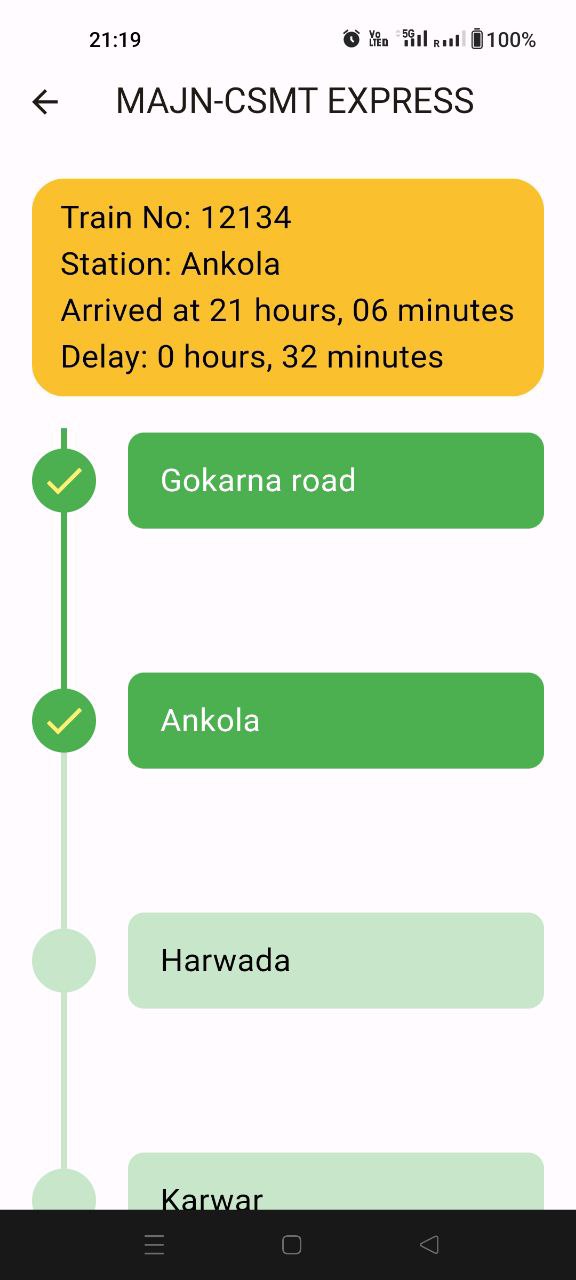 21:19
Vo LTED 5G R 100%
MAJN-CSMT EXPRESS
Train No: 12134
Station: Ankola
Arrived at 21 hours, 06 minutes
Delay: 0 hours, 32 minutes
Gokarna road
Ankola
Harwada
Karwar